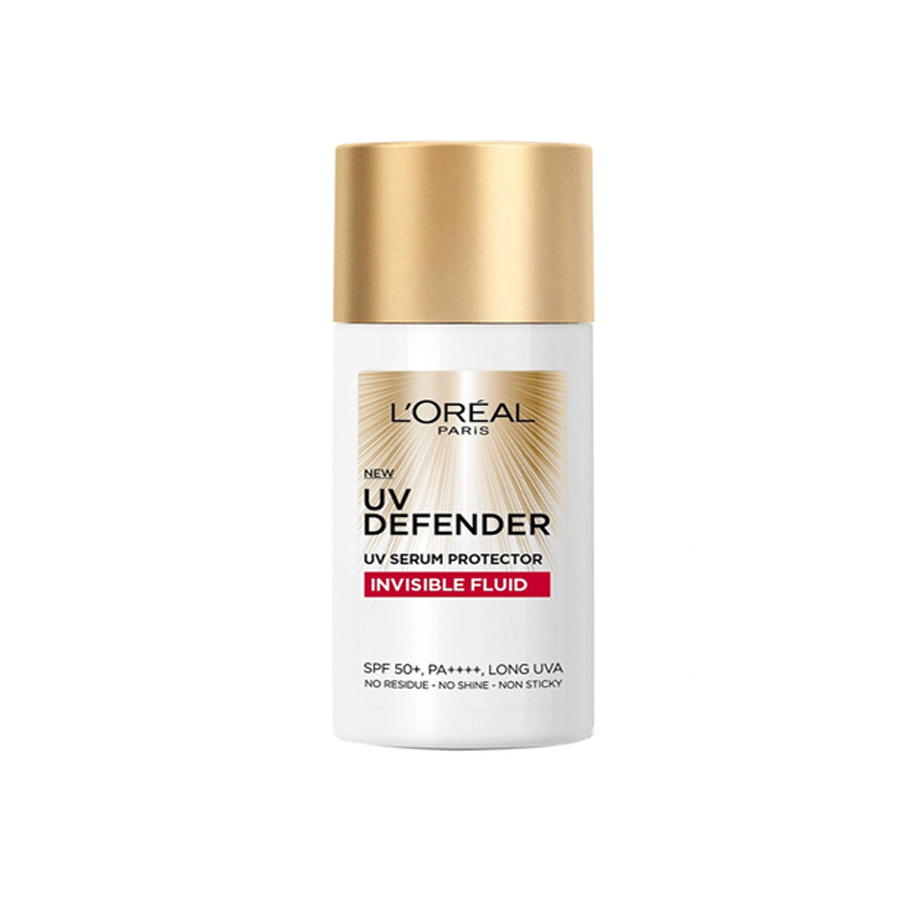 L'ORÉAL
PARIS
NEW
UV
DEFENDER
UV SERUM PROTECTOR
INVISIBLE FLUID
SPF 50+, PA++++, LONG UVA
NO RESIDUE - NO SHINE - NON STICKY